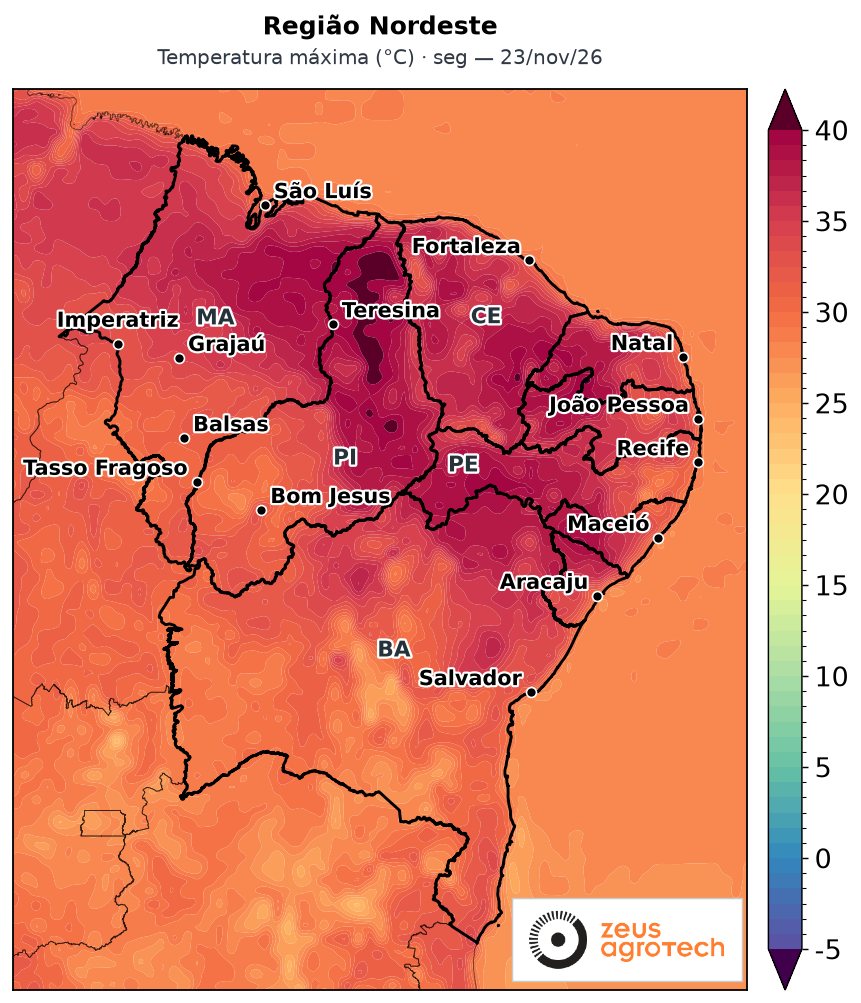 Região Nordeste
Temperatura máxima (°C) · seg — 23/nov/26
São Luís
Fortaleza
Imperatriz
MA
Teresina
CE
Grajaú
Natal
João Pessoa
Balsas
Recife
Tasso Fragoso
PI
PE
Bom Jesus
Maceió
Aracaju
BA
Salvador
40
35
30
25
20
15
10
5
0
-5
zeus
agrotech